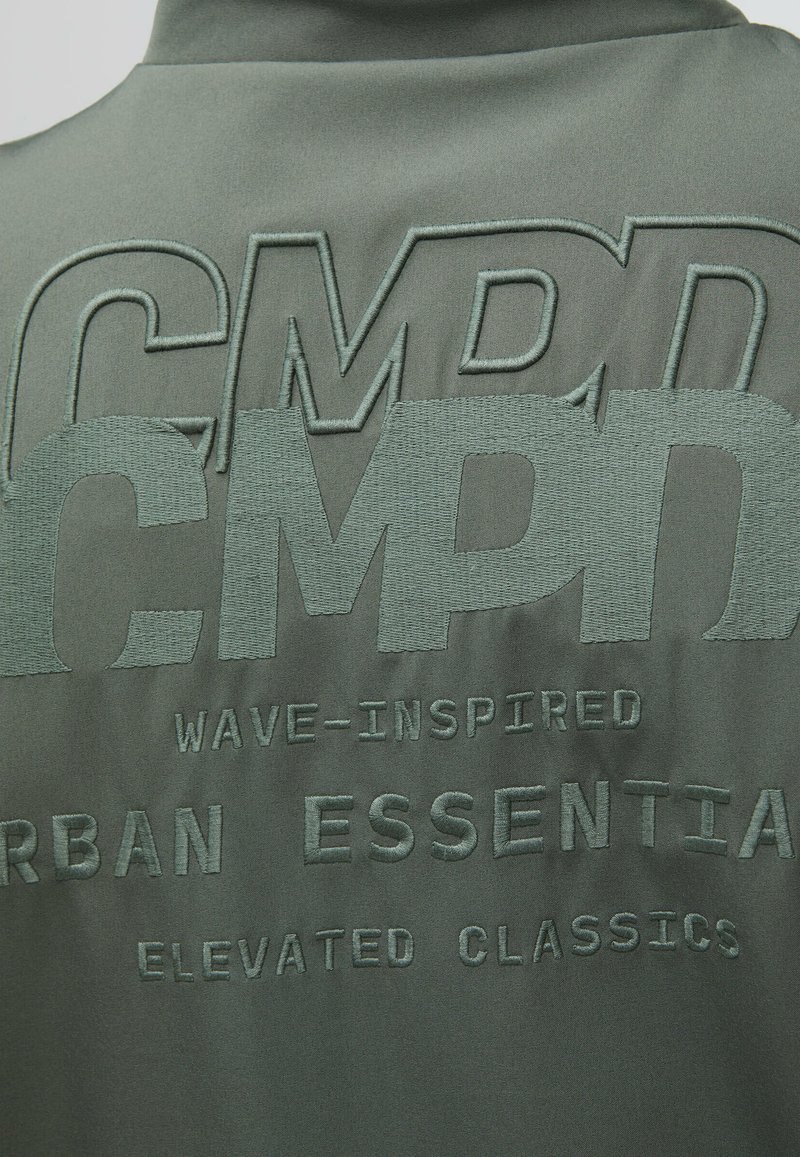 CMPD
CMPD
WAVE-INSPIRED
RBAN ESSENTIA
ELEVATED CLASSICS